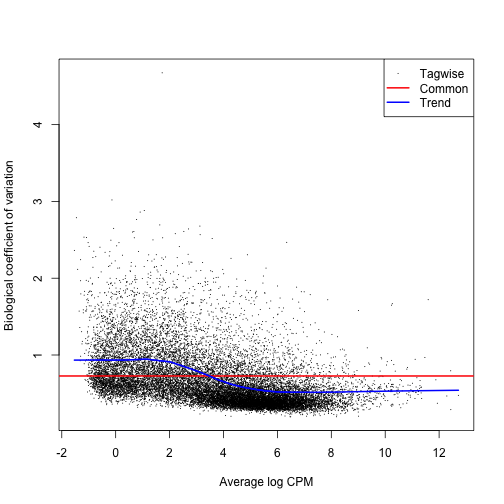 Tagwise
Common
Trend
Biological coefficient of variation
4
3
2
1
-2
0
2
4
6
8
10
12
Average log CPM